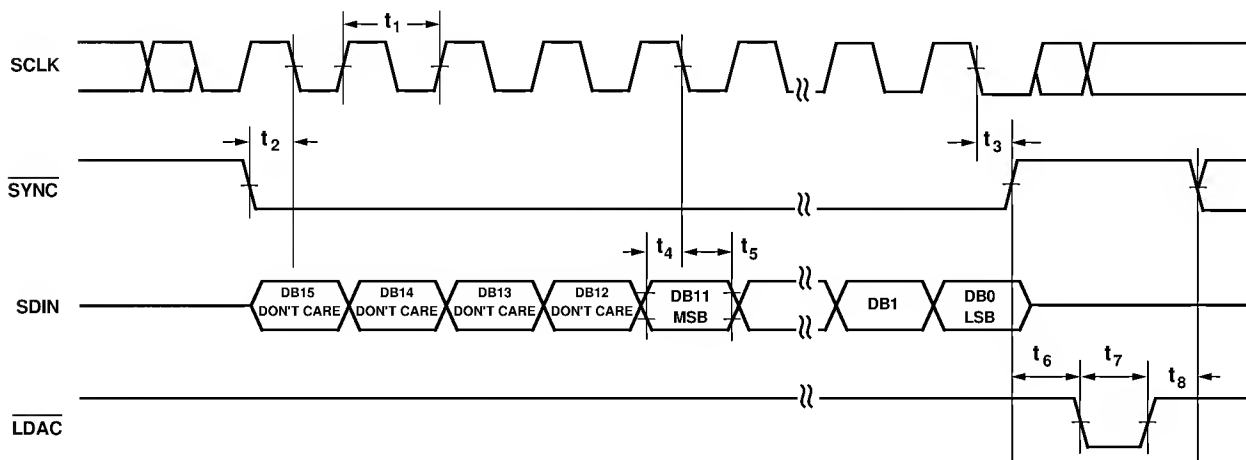 t1
SCLK
t2
t3
SYNC
t4
t5
SDIN
DB15
DON'T CARE
DB14
DON'T CARE
DB13
DON'T CARE
DB12
DON'T CARE
DB11
MSB
DB1
DB0
LSB
t6
t7
t8
LDAC